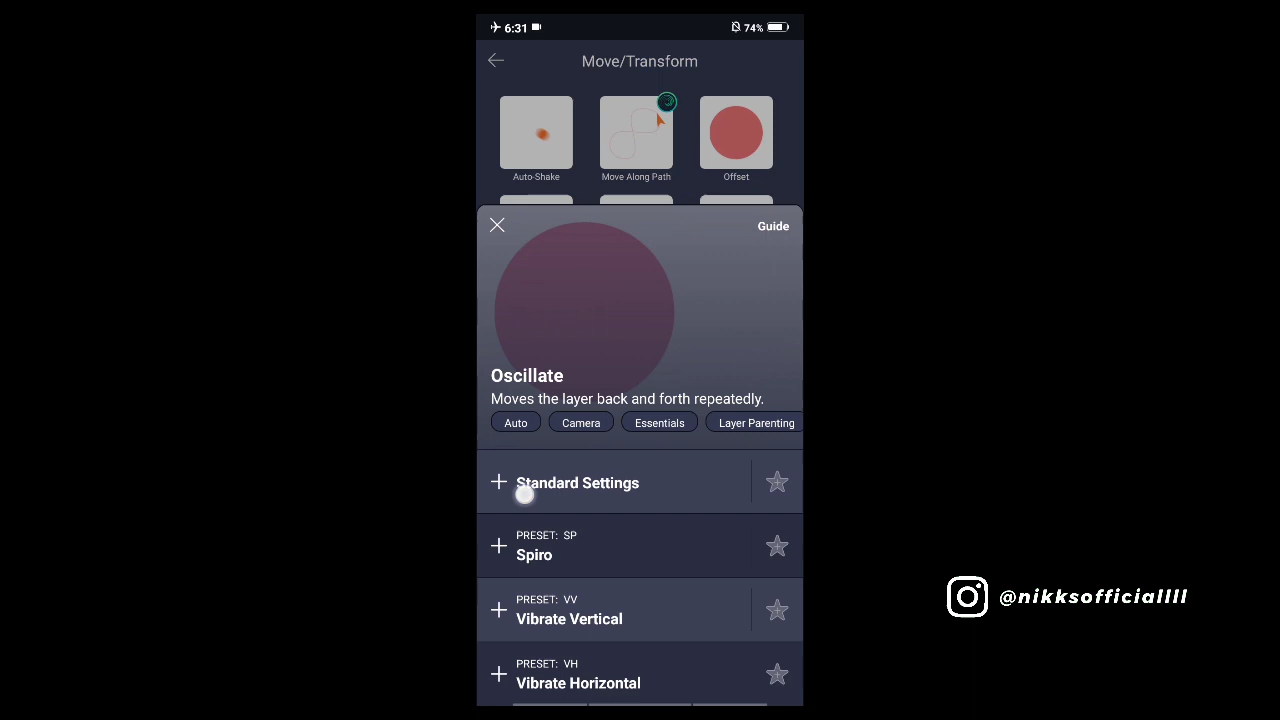 6:31
74%
Move/Transform
Auto-Shake
Move Along Path
Offset
Guide
Oscillate
Moves the layer back and forth repeatedly.
Auto
Camera
Essentials
Layer Parenting
Standard Settings
PRESET: SP
Spiro
PRESET: VV
Vibrate Vertical
PRESET: VH
Vibrate Horizontal
@nikksofficiallll